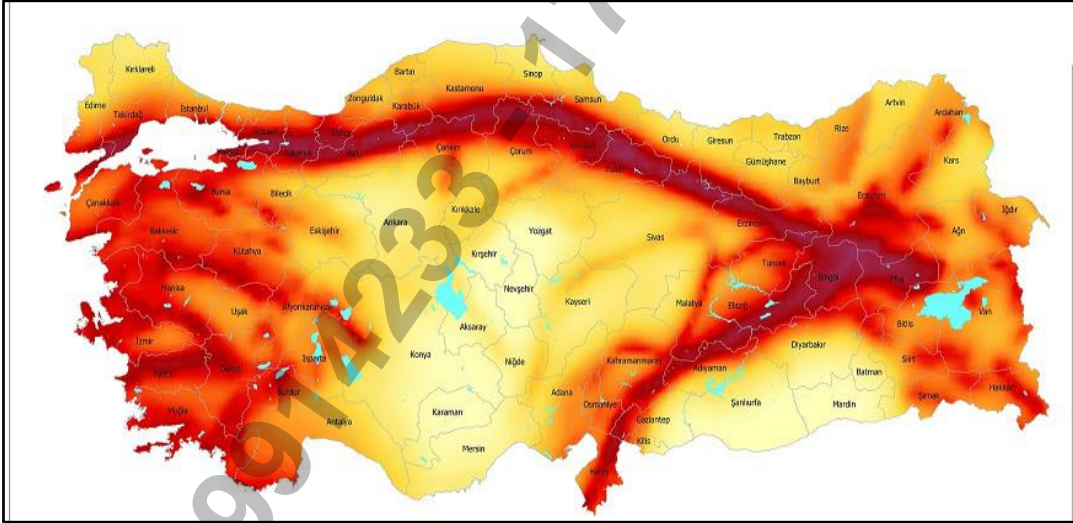 Kırklareli
Edirne
Tekirdağ
İstanbul
Bartın
Zonguldak
Karabük
Kastamonu
Sinop
Samsun
Ordu
Giresun
Trabzon
Rize
Artvin
Ardahan
Kars
Gümüşhane
Bayburt
Erzurum
Iğdır
Ağrı
Çanakkale
Balıkesir
Bursa
Bilecik
Kütahya
Eskişehir
Ankara
Çankırı
Çorum
Kırıkkale
Kırşehir
Yozgat
Sivas
Erzincan
Tunceli
Bingöl
Muş
Manisa
Uşak
Afyonkarahisar
İzmir
Aydın
Denizli
Isparta
Burdur
Muğla
Antalya
Konya
Aksaray
Nevşehir
Niğde
Kayseri
Malatya
Elazığ
Diyarbakır
Bitlis
Van
Siirt
Batman
Hakkari
Şırnak
Mardin
Şanlıurfa
Adıyaman
Kahramanmaraş
Osmaniye
Adana
Gaziantep
Kilis
Hatay
Karaman
Mersin